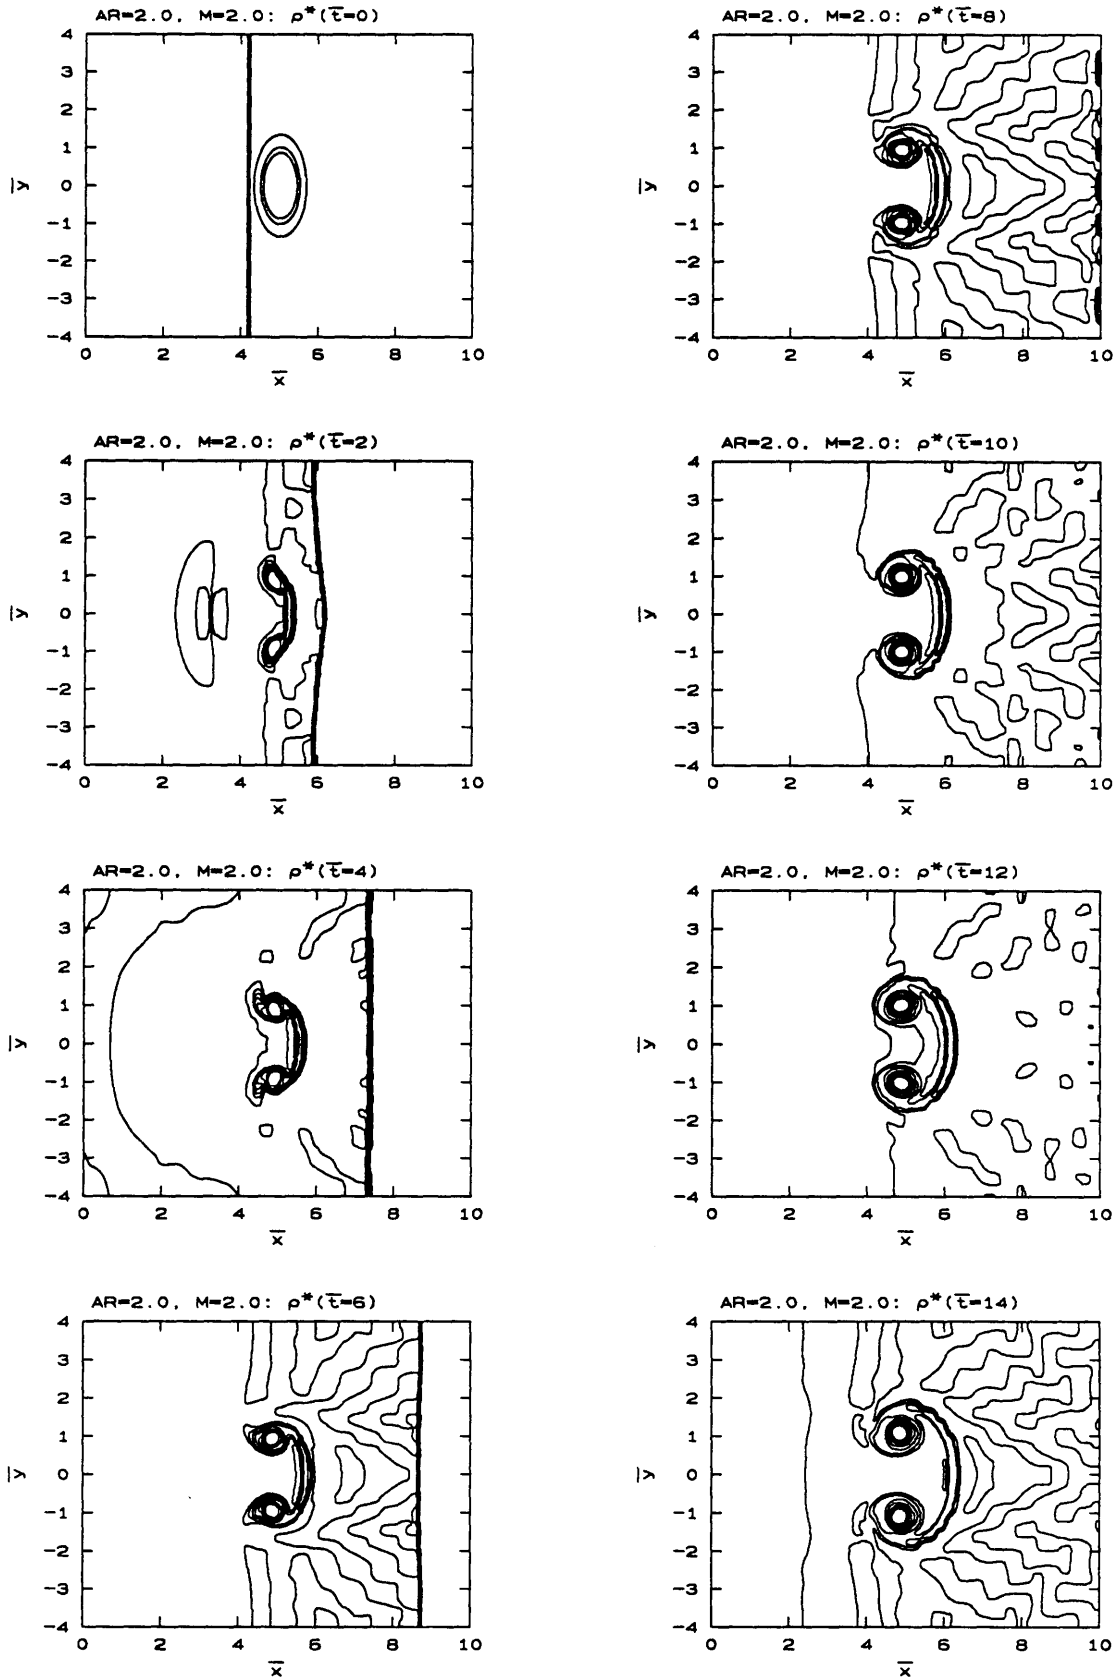 AR=2.0, M=2.0: ρ*(t̅=0)
4
3
2
1
0
-1
-2
-3
-4
y̅
0 2 4 6 8 10
x̅
AR=2.0, M=2.0: ρ*(t̅=2)
4
3
2
1
0
-1
-2
-3
-4
y̅
0 2 4 6 8 10
x̅
AR=2.0, M=2.0: ρ*(t̅=4)
4
3
2
1
0
-1
-2
-3
-4
y̅
0 2 4 6 8 10
x̅
AR=2.0, M=2.0: ρ*(t̅=6)
4
3
2
1
0
-1
-2
-3
-4
y̅
0 2 4 6 8 10
x̅
AR=2.0, M=2.0: ρ*(t̅=8)
4
3
2
1
0
-1
-2
-3
-4
y̅
0 2 4 6 8 10
x̅
AR=2.0, M=2.0: ρ*(t̅=10)
4
3
2
1
0
-1
-2
-3
-4
y̅
0 2 4 6 8 10
x̅
AR=2.0, M=2.0: ρ*(t̅=12)
4
3
2
1
0
-1
-2
-3
-4
y̅
0 2 4 6 8 10
x̅
AR=2.0, M=2.0: ρ*(t̅=14)
4
3
2
1
0
-1
-2
-3
-4
y̅
0 2 4 6 8 10
x̅